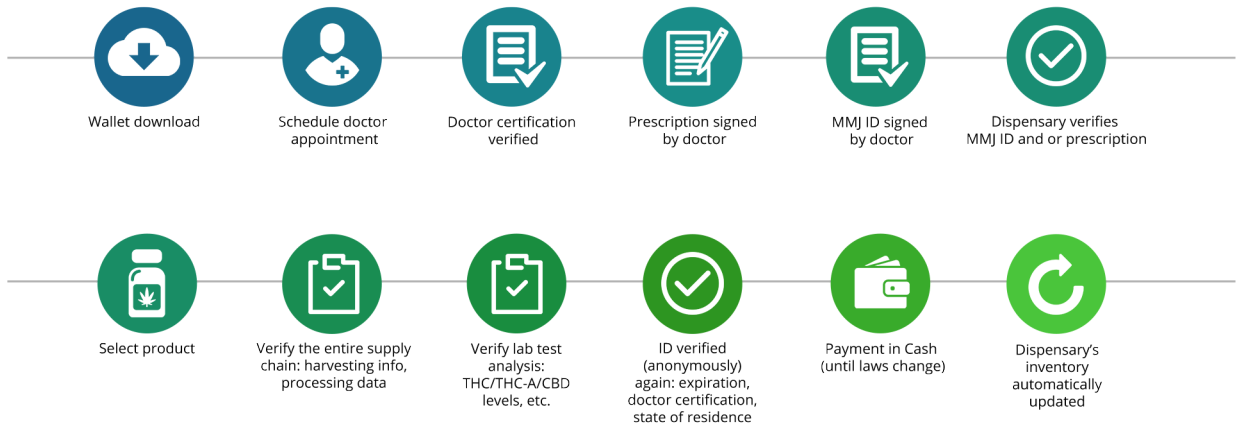 Wallet download
Schedule doctor
appointment
Doctor certification
verified
Prescription signed
by doctor
MMJ ID signed
by doctor
Dispensary verifies
MMJ ID and or prescription
Select product
Verify the entire supply
chain: harvesting info,
processing data
Verify lab test
analysis:
THC/THC-A/CBD
levels, etc.
ID verified
(anonymously)
again: expiration,
doctor certification,
state of residence
Payment in Cash
(until laws change)
Dispensary’s
inventory
automatically
updated